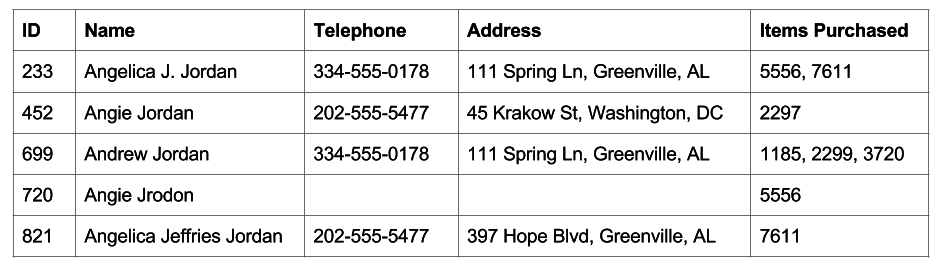 ID Name Telephone Address Items Purchased
233 Angelica J. Jordan 334-555-0178 111 Spring Ln, Greenville, AL 5556, 7611
452 Angie Jordan 202-555-5477 45 Krakow St, Washington, DC 2297
699 Andrew Jordan 334-555-0178 111 Spring Ln, Greenville, AL 1185, 2299, 3720
720 Angie Jrodon 5556
821 Angelica Jeffries Jordan 202-555-5477 397 Hope Blvd, Greenville, AL 7611